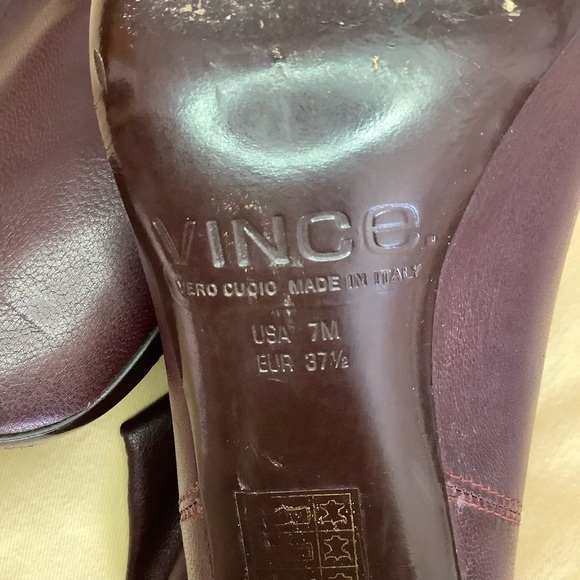 VINCE.
VERO CUOIO MADE IN ITALY
USA 7M
EUR 37½